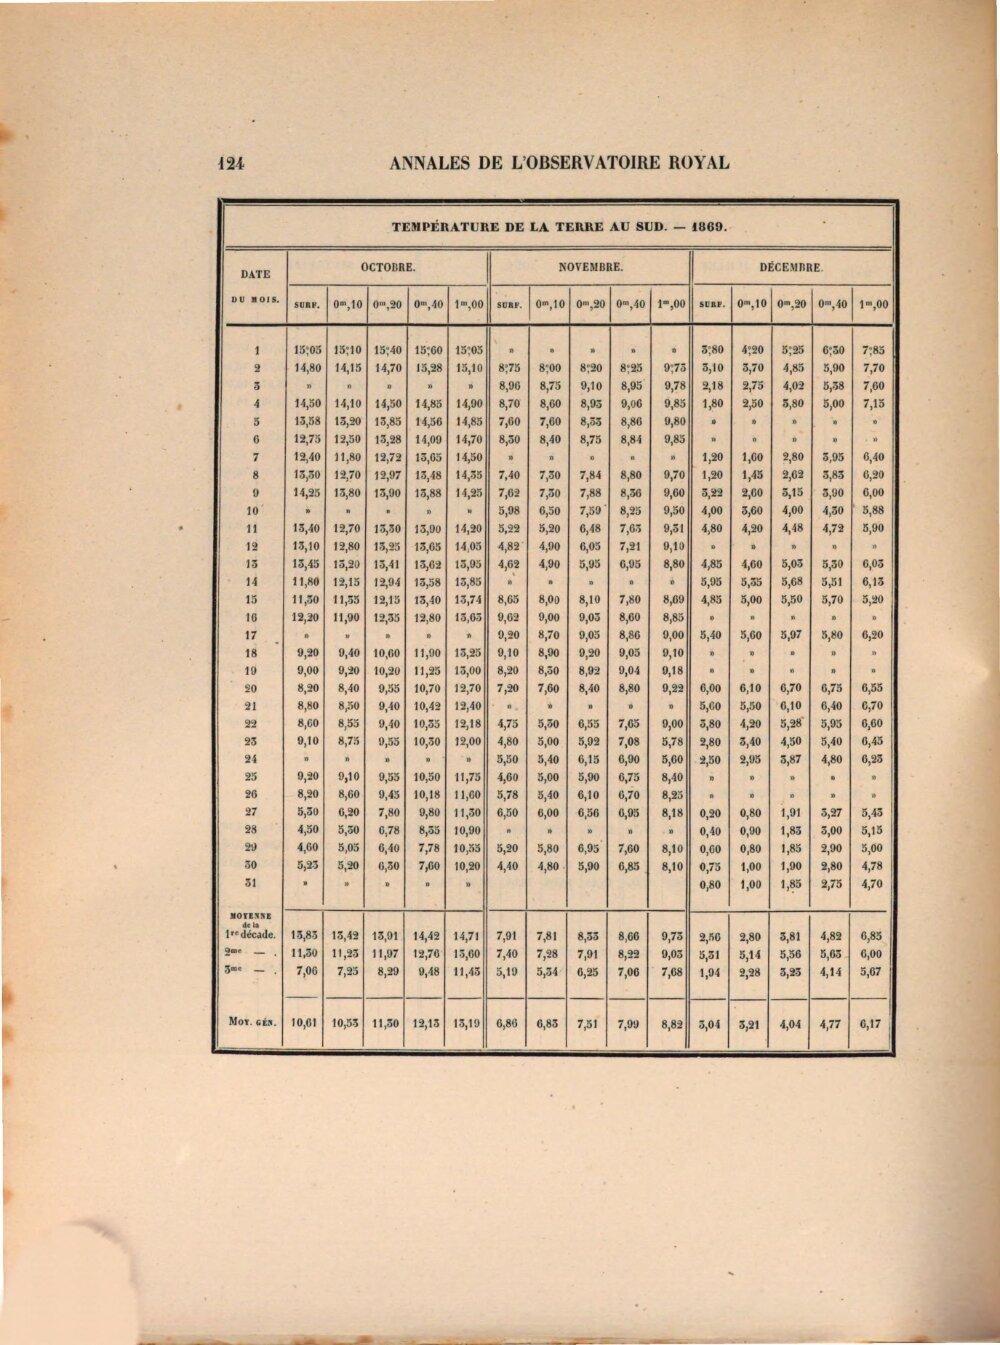 124 ANNALES DE L'OBSERVATOIRE ROYAL
TEMPÉRATURE DE LA TERRE AU SUD. — 1869.
DATE DU MOIS. OCTOBRE. NOVEMBRE. DÉCEMBRE.
SURF. 0m,10 0m,20 0m,40 1m,00 SURF. 0m,10 0m,20 0m,40 1m,00 SURF. 0m,10 0m,20 0m,40 1m,00
1 15°05 15°10 15°40 15°60 15°05 » » » » » 3°80 4°20 5°25 6°30 7°85
2 14,80 14,15 14,70 15,28 15,10 8°75 8°00 8°20 8°25 9°75 3,10 3,70 4,85 5,90 7,70
3 » » » » » 8,96 8,75 9,10 8,95 9,78 2,18 2,75 4,02 5,38 7,60
4 14,50 14,10 14,50 14,85 14,90 8,70 8,60 8,93 9,06 9,85 1,80 2,50 3,80 5,00 7,15
5 13,58 13,20 13,85 14,56 14,85 7,60 7,60 8,33 8,86 9,80 » » » » »
6 12,75 12,50 13,28 14,09 14,70 8,30 8,40 8,75 8,84 9,85 » » » » »
7 12,40 11,80 12,72 13,65 14,50 » » » » » 1,20 1,60 2,80 3,95 6,40
8 13,30 12,70 12,97 13,48 14,35 7,40 7,30 7,84 8,80 9,70 1,20 1,45 2,62 3,83 6,20
9 14,25 13,80 13,90 13,88 14,25 7,62 7,30 7,88 8,36 9,60 3,22 2,60 3,15 3,90 6,00
10 » » » » » 5,98 6,50 7,59 8,25 9,50 4,00 3,60 4,00 4,30 5,88
11 13,40 12,70 13,30 13,90 14,20 5,22 5,20 6,48 7,63 9,31 4,80 4,20 4,48 4,72 5,90
12 13,10 12,80 13,25 13,65 14,05 4,82 4,90 6,05 7,21 9,10 » » » » »
13 13,45 13,20 13,41 13,62 13,95 4,62 4,90 5,95 6,95 8,80 4,85 4,60 5,03 5,30 6,03
14 11,80 12,15 12,94 13,58 13,85 » » » » » 5,95 5,35 5,68 5,51 6,13
15 11,30 11,35 12,15 13,40 13,74 8,65 8,00 8,10 7,80 8,69 4,85 5,00 5,50 5,70 5,20
16 12,20 11,90 12,35 12,80 13,63 9,62 9,00 9,03 8,60 8,85 » » » » »
17 » » » » » 9,20 8,70 9,05 8,86 9,00 5,40 5,60 5,97 5,80 6,20
18 9,20 9,40 10,60 11,90 13,25 9,10 8,90 9,20 9,05 9,10 » » » » »
19 9,00 9,20 10,20 11,25 13,00 8,20 8,30 8,92 9,04 9,18 » » » » »
20 8,20 8,40 9,55 10,70 12,70 7,20 7,60 8,40 8,80 9,22 6,00 6,10 6,70 6,75 6,55
21 8,80 8,50 9,40 10,42 12,40 » » » » » 5,60 5,50 6,10 6,40 6,70
22 8,60 8,55 9,40 10,35 12,18 4,75 5,30 6,55 7,65 9,00 3,80 4,20 5,28 5,95 6,60
23 9,10 8,75 9,55 10,30 12,00 4,80 5,00 5,92 7,08 5,78 2,80 3,40 4,50 5,40 6,45
24 » » » » » 5,50 5,40 6,15 6,90 5,60 2,50 2,95 3,87 4,80 6,25
25 9,20 9,10 9,55 10,50 11,75 4,60 5,00 5,90 6,75 8,40 » » » » »
26 8,20 8,60 9,45 10,18 11,60 5,78 5,40 6,10 6,70 8,25 » » » » »
27 5,30 6,20 7,80 9,80 11,30 6,50 6,00 6,56 6,95 8,18 0,20 0,80 1,91 3,27 5,43
28 4,50 5,30 6,78 8,35 10,90 » » » » » 0,40 0,90 1,83 3,00 5,15
29 4,60 5,05 6,40 7,78 10,55 5,20 5,80 6,95 7,60 8,10 0,60 0,80 1,85 2,90 5,00
30 5,23 5,20 6,30 7,60 10,20 4,40 4,80 5,90 6,85 8,10 0,75 1,00 1,90 2,80 4,78
31 » » » » » 0,80 1,00 1,85 2,75 4,70
MOYENNE
de la
1re décade. 13,83 13,42 13,91 14,42 14,71 7,91 7,81 8,33 8,66 9,73 2,56 2,80 3,81 4,82 6,85
2me — . 11,30 11,23 11,97 12,76 13,60 7,40 7,28 7,91 8,22 9,03 5,31 5,14 5,56 5,63 6,00
3me — . 7,06 7,25 8,29 9,48 11,43 5,19 5,34 6,25 7,06 7,68 1,94 2,28 3,23 4,14 5,67
MOY. GÉN. 10,61 10,53 11,30 12,13 13,19 6,86 6,83 7,51 7,99 8,82 3,04 3,21 4,04 4,77 6,17